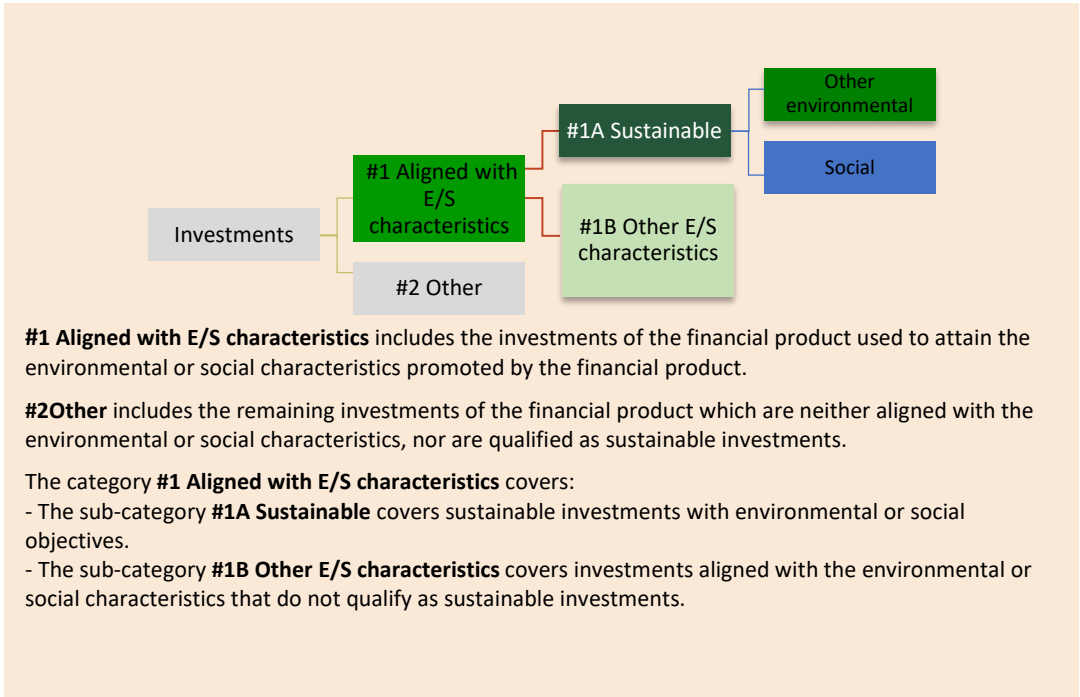 Other
environmental
#1A Sustainable
Social
#1 Aligned with
E/S
characteristics
#1B Other E/S
characteristics
Investments
#2 Other
#1 Aligned with E/S characteristics includes the investments of the financial product used to attain the
environmental or social characteristics promoted by the financial product.
#2Other includes the remaining investments of the financial product which are neither aligned with the
environmental or social characteristics, nor are qualified as sustainable investments.
The category #1 Aligned with E/S characteristics covers:
- The sub-category #1A Sustainable covers sustainable investments with environmental or social
objectives.
- The sub-category #1B Other E/S characteristics covers investments aligned with the environmental or
social characteristics that do not qualify as sustainable investments.